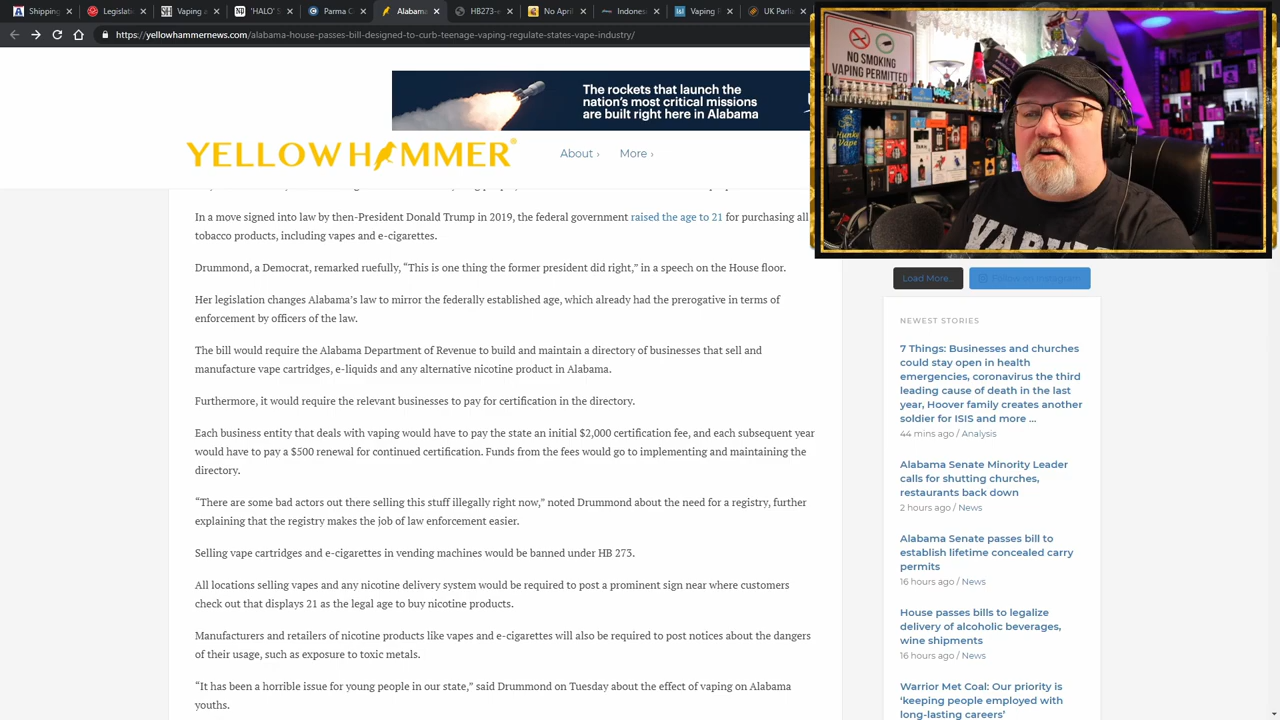 Shipping
Legislat
Vaping a
'HALO'
Parma C
Alabam
HB273-
No Asyl
Indones
Vaping P
UK Parli
https://yellowhammernews.com/alabama-house-passes-bill-designed-to-curb-teenage-vaping-regulate-states-vape-industry/
NO SMOKING
VAPING PERMITTED
The rockets that launch the
nation's most critical missions
are built right here in Alabama
YELLOWHAMMER
About ›
More ›
In a move signed into law by then-President Donald Trump in 2019, the federal government raised the age to 21 for purchasing all
tobacco products, including vapes and e-cigarettes.
Drummond, a Democrat, remarked ruefully, “This is one thing the former president did right,” in a speech on the House floor.
Her legislation changes Alabama’s law to mirror the federally established age, which already had the prerogative in terms of
enforcement by officers of the law.
The bill would require the Alabama Department of Revenue to build and maintain a directory of businesses that sell and
manufacture vape cartridges, e-liquids and any alternative nicotine product in Alabama.
Furthermore, it would require the relevant businesses to pay for certification in the directory.
Each business entity that deals with vaping would have to pay the state an initial $2,000 certification fee, and each subsequent year
would have to pay a $500 renewal for continued certification. Funds from the fees would go to implementing and maintaining the
directory.
“There are some bad actors out there selling this stuff illegally right now,” noted Drummond about the need for a registry, further
explaining that the registry makes the job of law enforcement easier.
Selling vape cartridges and e-cigarettes in vending machines would be banned under HB 273.
All locations selling vapes and any nicotine delivery system would be required to post a prominent sign near where customers
check out that displays 21 as the legal age to buy nicotine products.
Manufacturers and retailers of nicotine products like vapes and e-cigarettes will also be required to post notices about the dangers
of their usage, such as exposure to toxic metals.
“It has been a horrible issue for young people in our state,” said Drummond on Tuesday about the effect of vaping on Alabama
youths.
Load More...
Follow on Instagram
NEWEST STORIES
7 Things: Businesses and churches
could stay open in health
emergencies, coronavirus the third
leading cause of death in the last
year, Hoover family creates another
soldier for ISIS and more …
44 mins ago / Analysis
Alabama Senate Minority Leader
calls for shutting churches,
restaurants back down
2 hours ago / News
Alabama Senate passes bill to
establish lifetime concealed carry
permits
16 hours ago / News
House passes bills to legalize
delivery of alcoholic beverages,
wine shipments
16 hours ago / News
Warrior Met Coal: Our priority is
‘keeping people employed with
long-lasting careers’